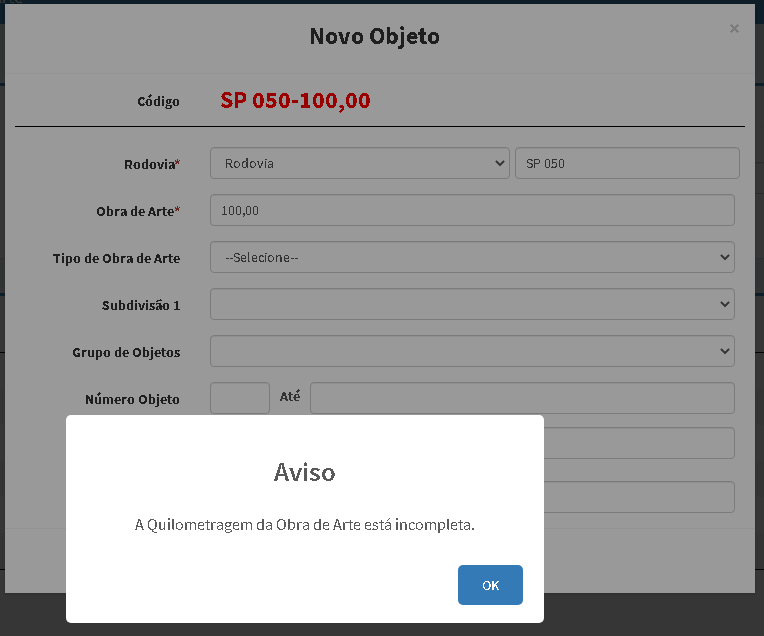 Novo Objeto
×
Código SP 050-100,00
Rodovia* Rodovia SP 050
Obra de Arte* 100,00
Tipo de Obra de Arte --Selecione--
Subdivisão 1
Grupo de Objetos
Número Objeto Até
Aviso
A Quilometragem da Obra de Arte está incompleta.
OK